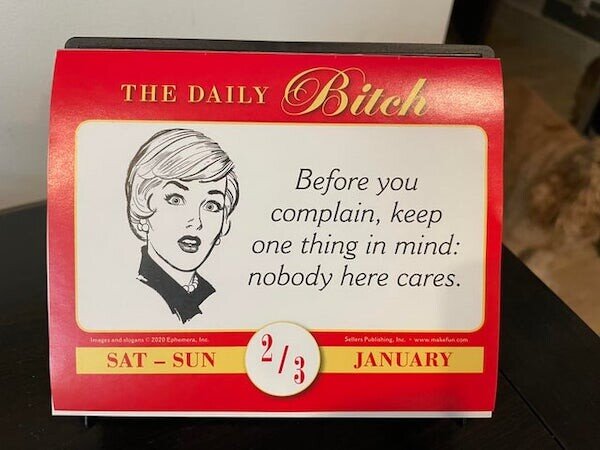 THE DAILY Bitch
Before you
complain, keep
one thing in mind:
nobody here cares.
Images and slogans © 2020 Ephemera, Inc.
Sellers Publishing, Inc. • www.makefun.com
SAT – SUN 2/3 JANUARY